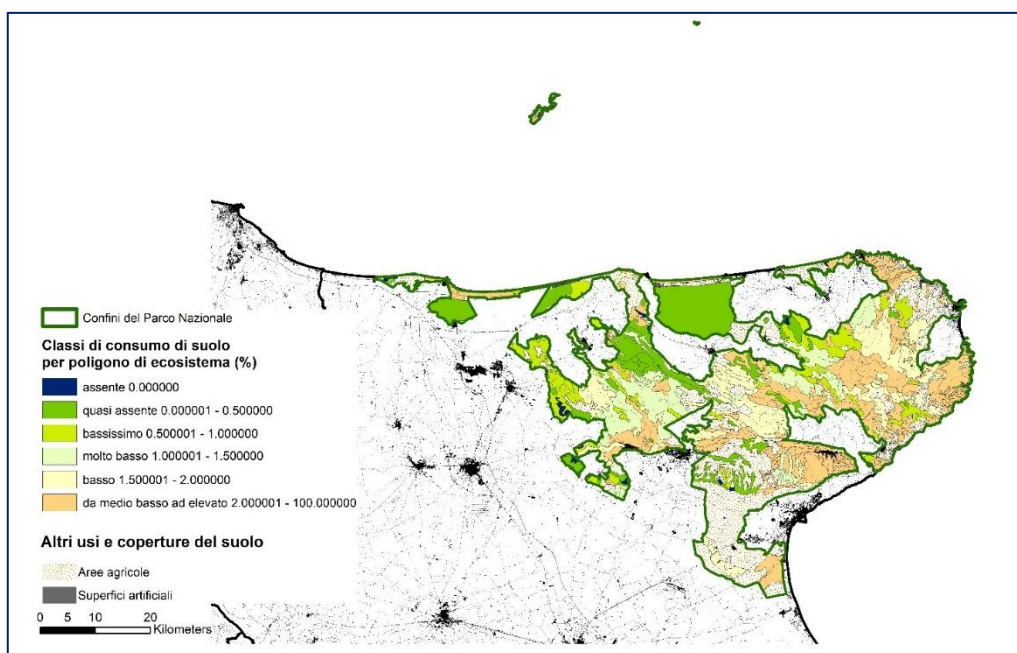 Confini del Parco Nazionale
Classi di consumo di suolo
per poligono di ecosistema (%)
assente 0.000000
quasi assente 0.000001 - 0.500000
bassissimo 0.500001 - 1.000000
molto basso 1.000001 - 1.500000
basso 1.500001 - 2.000000
da medio basso ad elevato 2.000001 - 100.000000
Altri usi e coperture del suolo
Aree agricole
Superfici artificiali
0 5 10 20
Kilometers